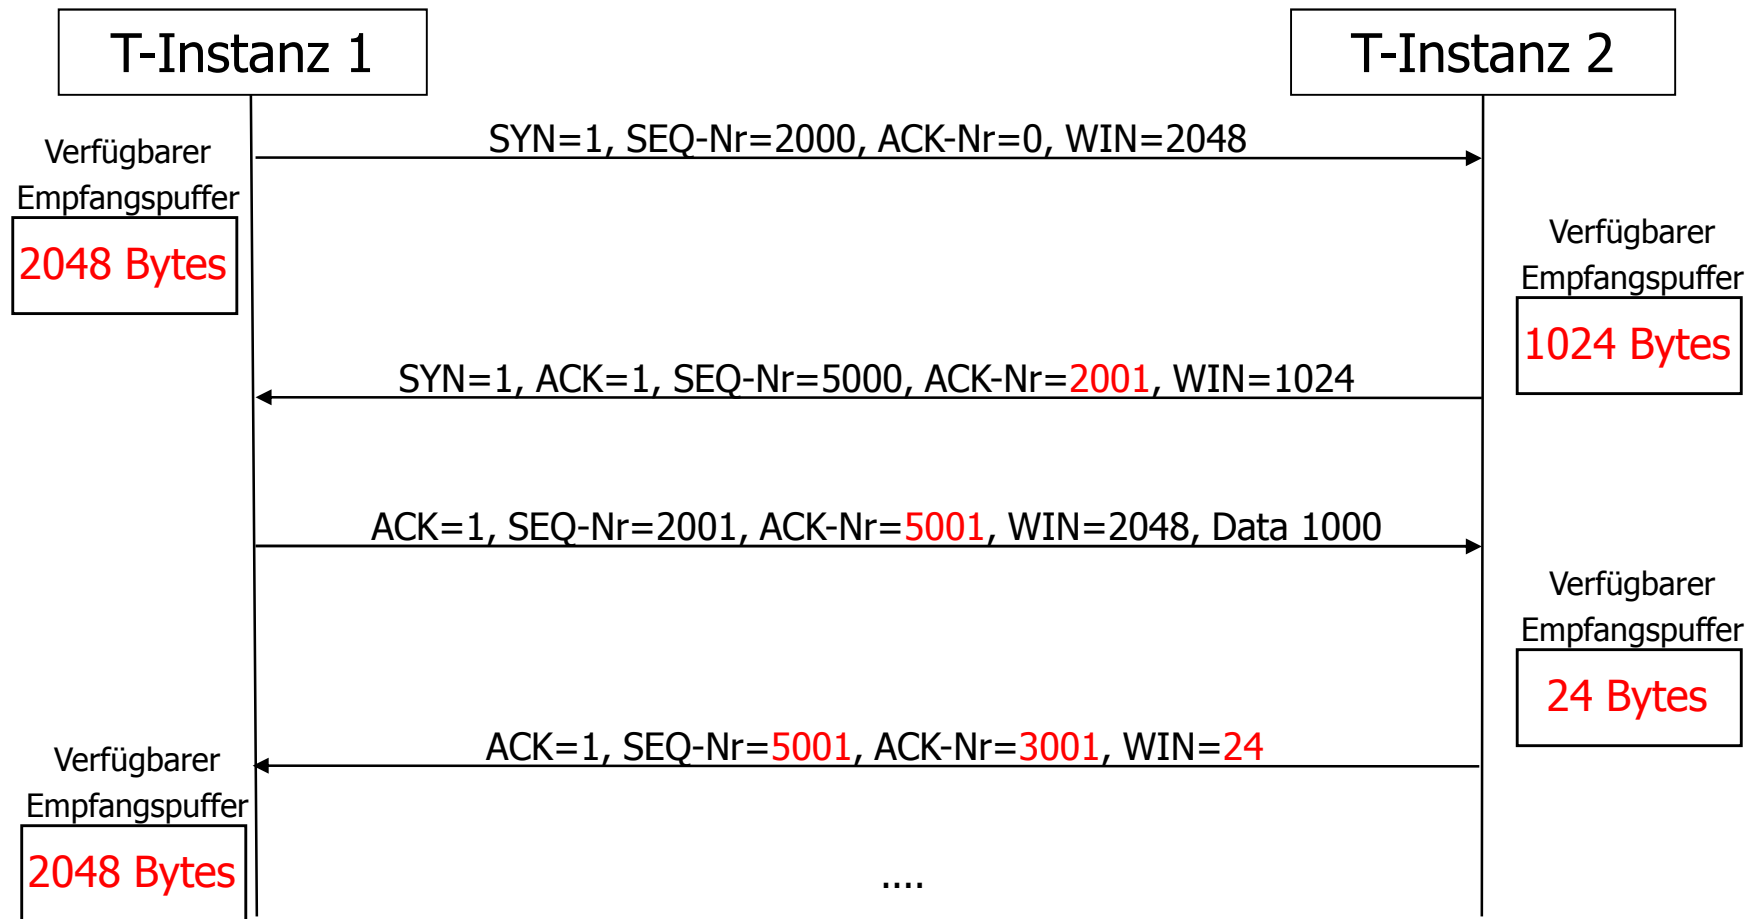 T-Instanz 1
T-Instanz 2
SYN=1, SEQ-Nr=2000, ACK-Nr=0, WIN=2048
Verfügbarer
Empfangspuffer
2048 Bytes
Verfügbarer
Empfangspuffer
1024 Bytes
SYN=1, ACK=1, SEQ-Nr=5000, ACK-Nr=2001, WIN=1024
ACK=1, SEQ-Nr=2001, ACK-Nr=5001, WIN=2048, Data 1000
Verfügbarer
Empfangspuffer
24 Bytes
ACK=1, SEQ-Nr=5001, ACK-Nr=3001, WIN=24
Verfügbarer
Empfangspuffer
2048 Bytes
....